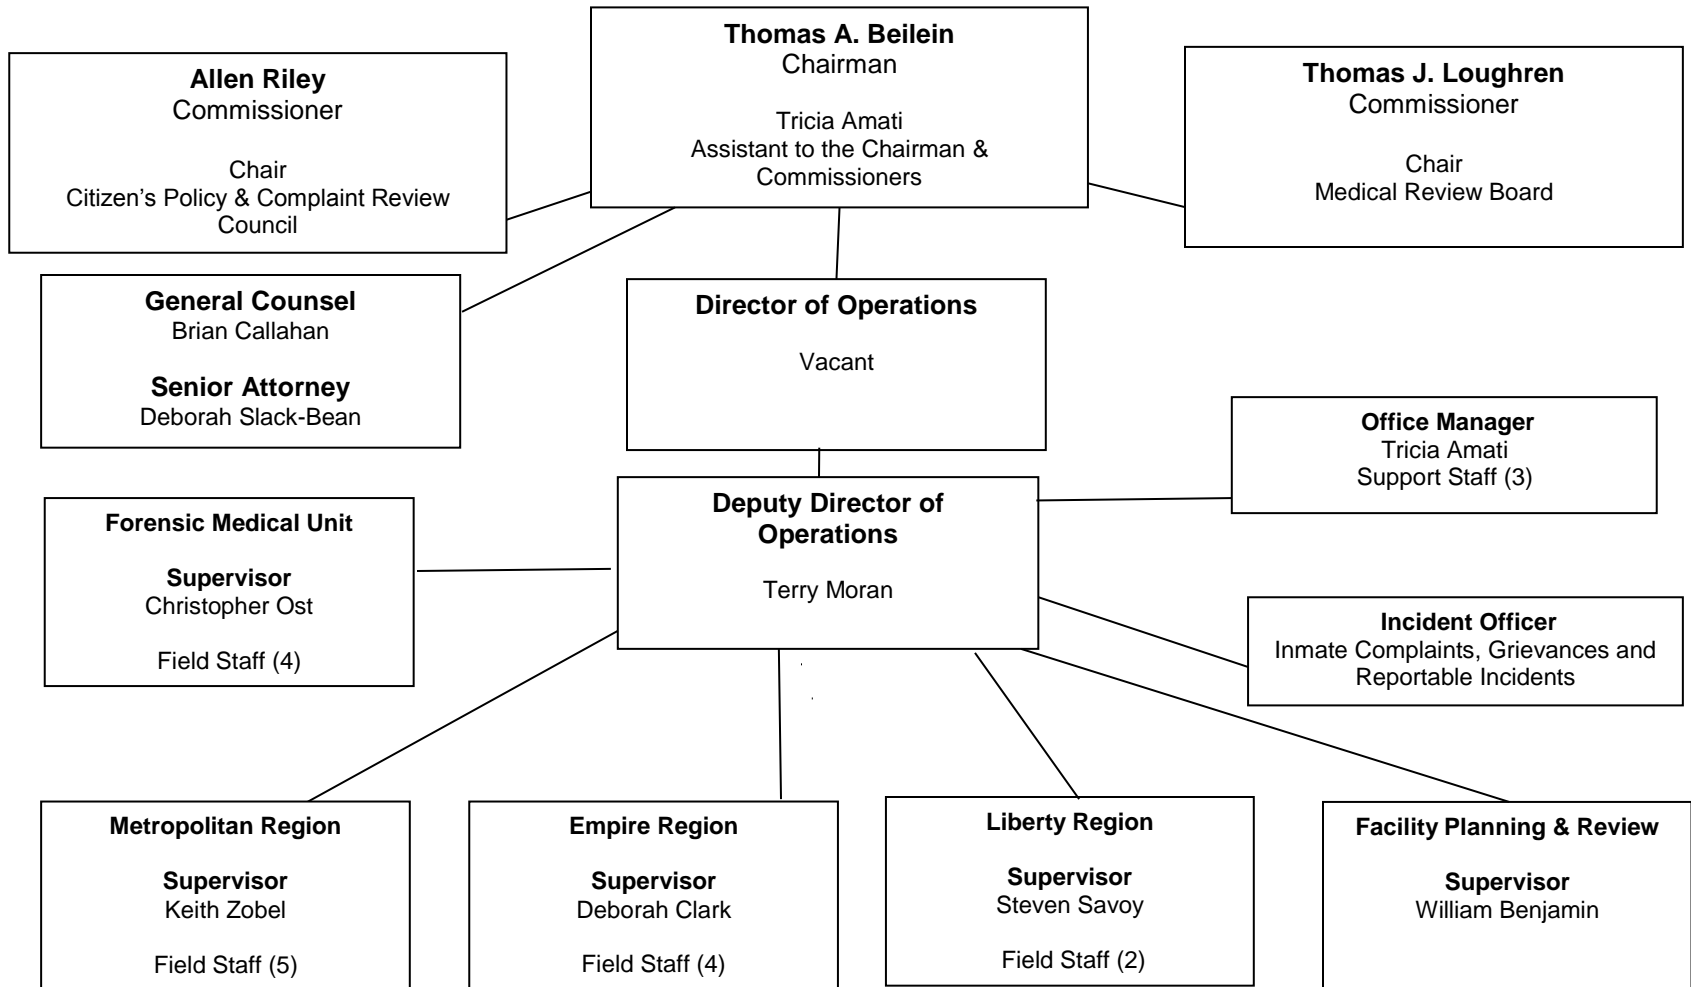 Thomas A. Beilein
Chairman
Tricia Amati
Assistant to the Chairman &
Commissioners
Allen Riley
Commissioner
Chair
Citizen’s Policy & Complaint Review
Council
Thomas J. Loughren
Commissioner
Chair
Medical Review Board
General Counsel
Brian Callahan
Senior Attorney
Deborah Slack-Bean
Director of Operations
Vacant
Office Manager
Tricia Amati
Support Staff (3)
Deputy Director of
Operations
Terry Moran
Forensic Medical Unit
Supervisor
Christopher Ost
Field Staff (4)
Incident Officer
Inmate Complaints, Grievances and
Reportable Incidents
Metropolitan Region
Supervisor
Keith Zobel
Field Staff (5)
Empire Region
Supervisor
Deborah Clark
Field Staff (4)
Liberty Region
Supervisor
Steven Savoy
Field Staff (2)
Facility Planning & Review
Supervisor
William Benjamin